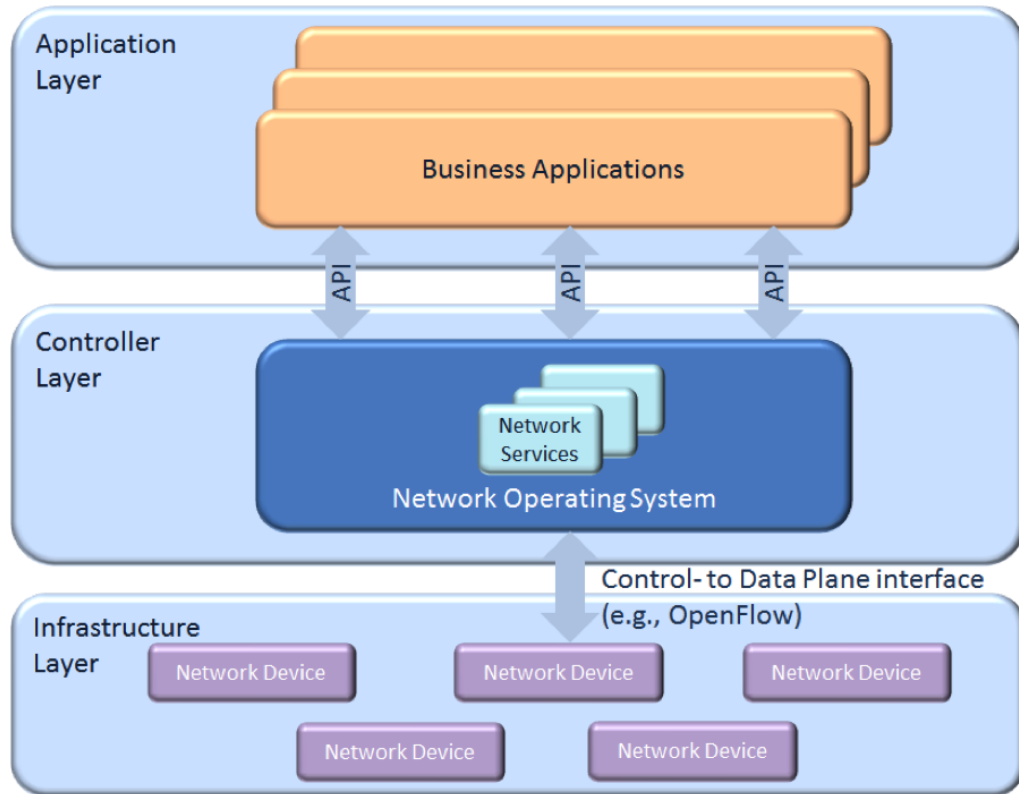 Application
Layer
Business Applications
API
API
API
Controller
Layer
Network
Services
Network Operating System
Control- to Data Plane interface
(e.g., OpenFlow)
Infrastructure
Layer
Network Device
Network Device
Network Device
Network Device
Network Device